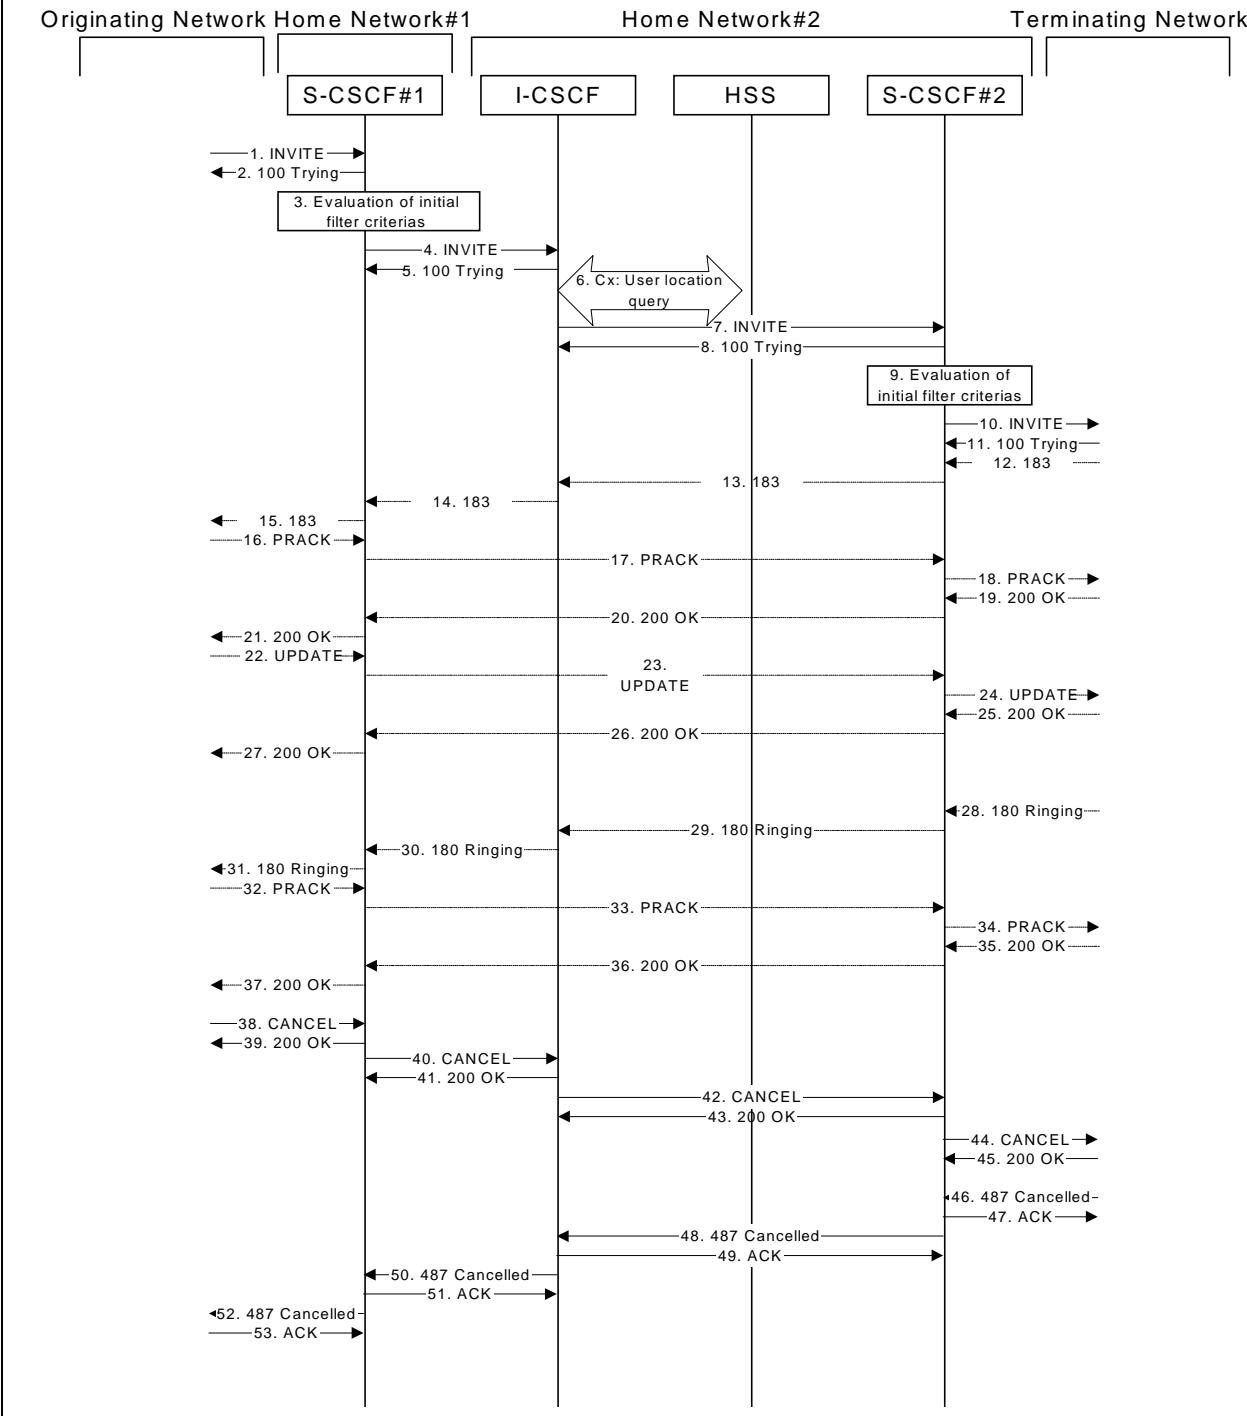 Originating Network Home Network#1 Home Network#2 Terminating Network
S-CSCF#1 I-CSCF HSS S-CSCF#2
1. INVITE
2. 100 Trying
3. Evaluation of initial
filter criterias
4. INVITE
5. 100 Trying
6. Cx: User location
query
7. INVITE
8. 100 Trying
9. Evaluation of
initial filter criterias
10. INVITE
11. 100 Trying
12. 183
13. 183
14. 183
15. 183
16. PRACK
17. PRACK
18. PRACK
19. 200 OK
20. 200 OK
21. 200 OK
22. UPDATE
23.
UPDATE
24. UPDATE
25. 200 OK
26. 200 OK
27. 200 OK
28. 180 Ringing
29. 180 Ringing
30. 180 Ringing
31. 180 Ringing
32. PRACK
33. PRACK
34. PRACK
35. 200 OK
36. 200 OK
37. 200 OK
38. CANCEL
39. 200 OK
40. CANCEL
41. 200 OK
42. CANCEL
43. 200 OK
44. CANCEL
45. 200 OK
46. 487 Cancelled
47. ACK
48. 487 Cancelled
49. ACK
50. 487 Cancelled
51. ACK
52. 487 Cancelled
53. ACK